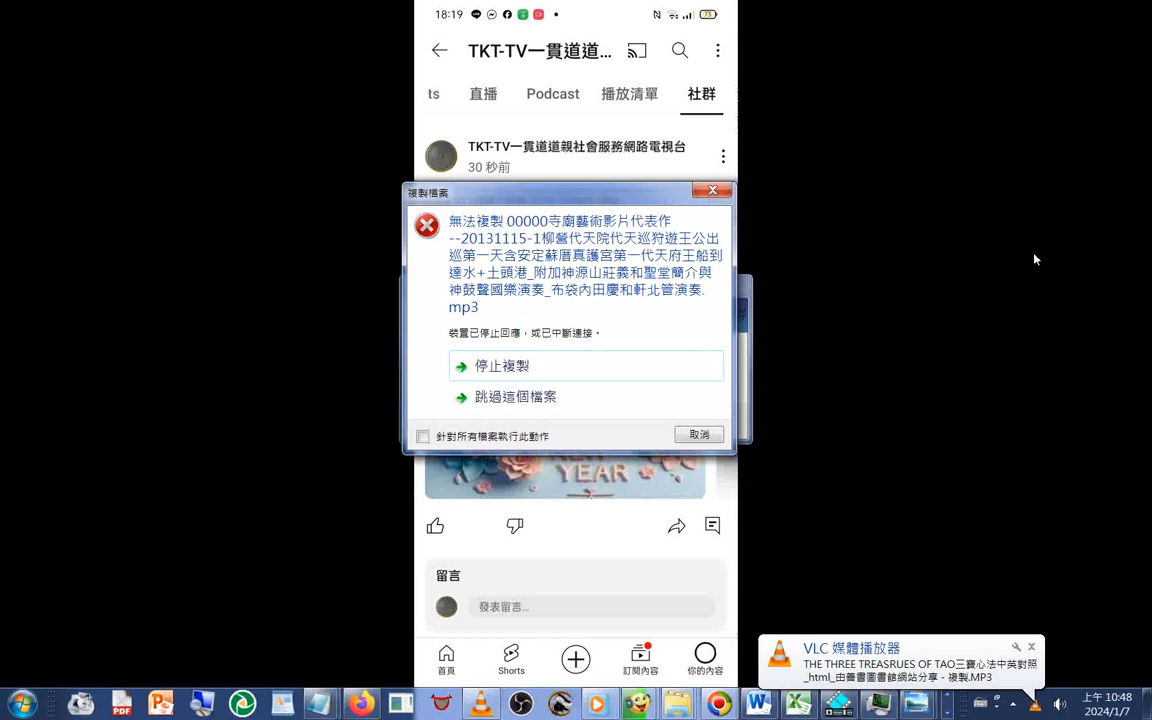 18:19
73
TKT-TV一貫道道...
ts 直播 Podcast 播放清單 社群
TKT-TV一貫道道親社會服務網路電視台
30 秒前
複製檔案
無法複製 00000寺廟藝術影片代表作
--20131115-1柳營代天院代天巡狩遊王公出
巡第一天含安定蘇厝真護宮第一代天府王船到
達水+土頭港_附加神源山莊義和聖堂簡介與
神鼓聲國樂演奏_布袋內田慶和軒北管演奏.
mp3
裝置已停止回應，或已中斷連接。
停止複製
跳過這個檔案
針對所有檔案執行此動作
取消
YEAR
留言
發表留言...
首頁 Shorts 訂閱內容 你的內容
VLC 媒體播放器
THE THREE TREASRUES OF TAO三寶心法中英對照
_html_由善書圖書館網站分享 - 複製.MP3
上午 10:48
2024/1/7